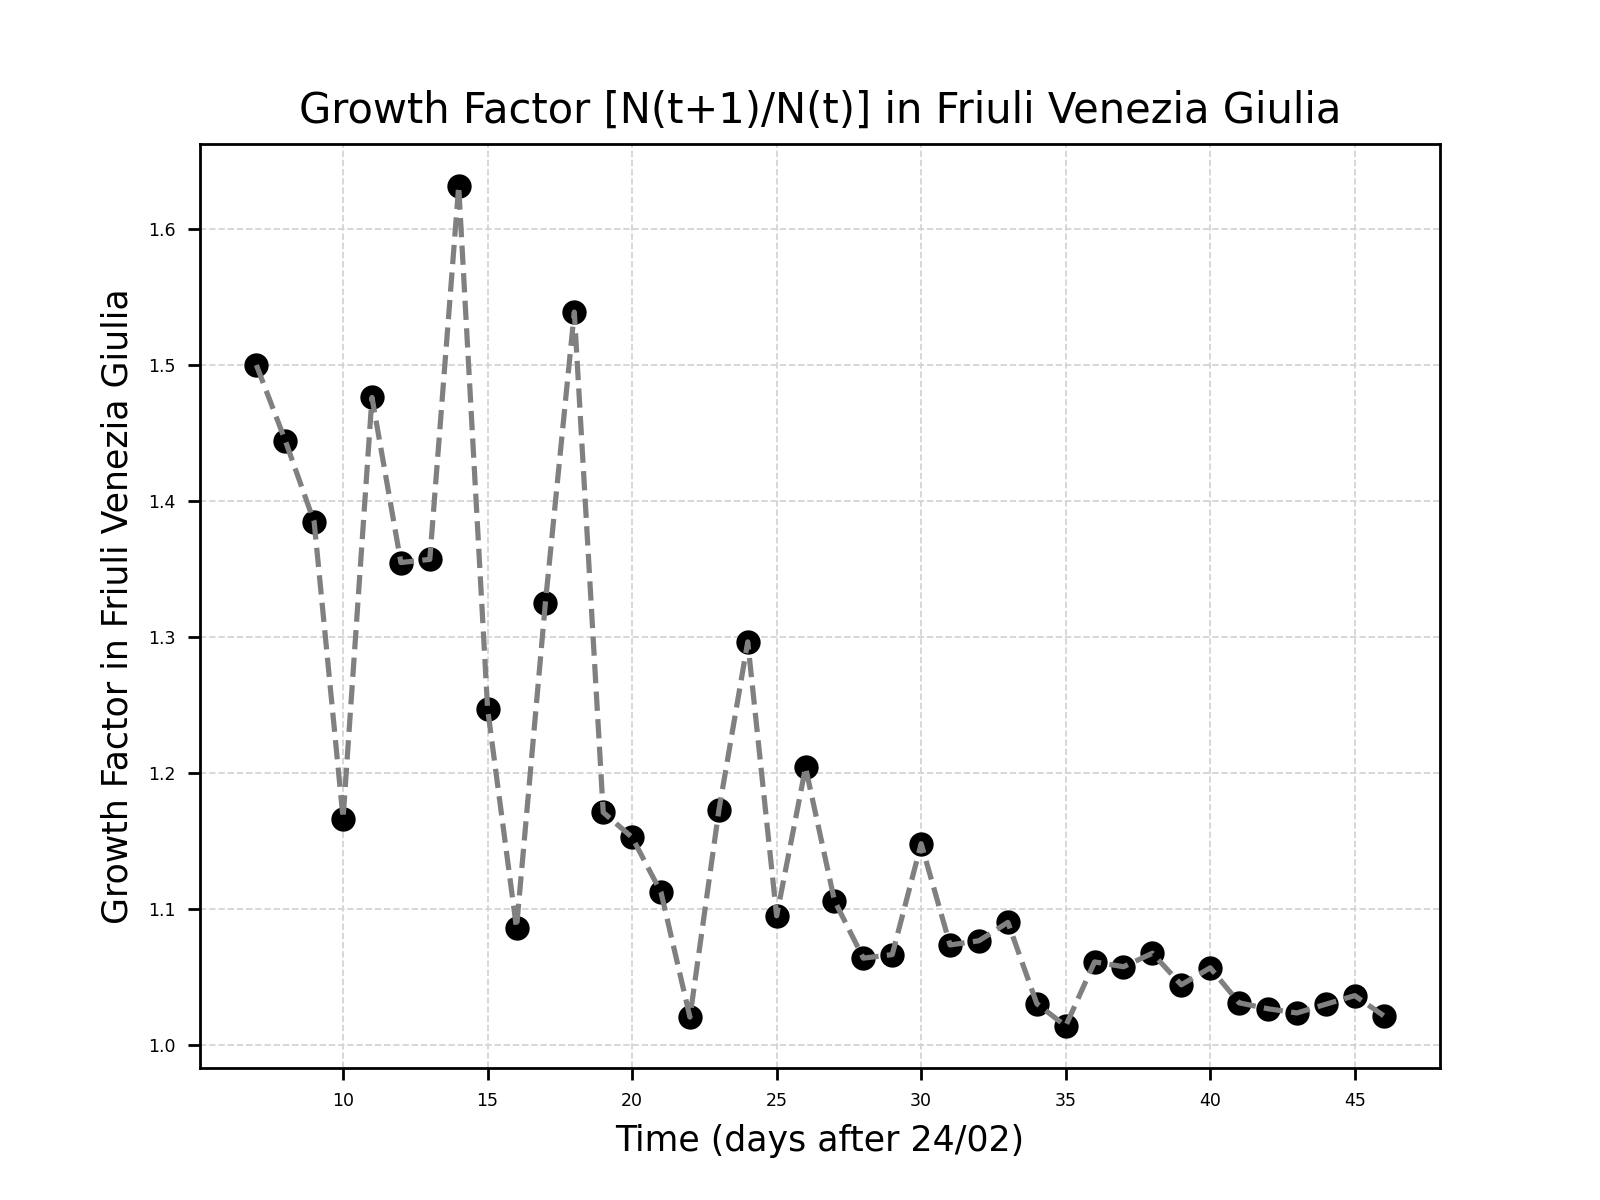 Growth Factor [N(t+1)/N(t)] in Friuli Venezia Giulia
Growth Factor in Friuli Venezia Giulia
1.6
1.5
1.4
1.3
1.2
1.1
1.0
10 15 20 25 30 35 40 45
Time (days after 24/02)